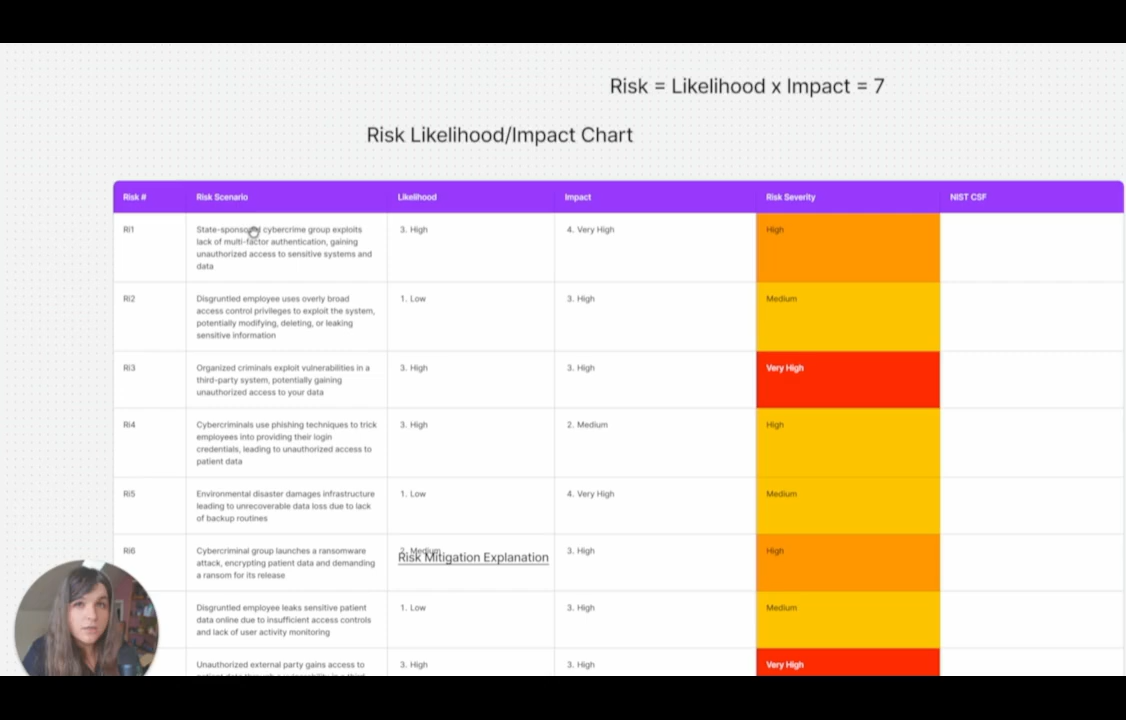 Risk = Likelihood x Impact = 7
Risk Likelihood/Impact Chart
Risk # Risk Scenario Likelihood Impact Risk Severity NIST CSF
Ri1 State-sponsored cybercrime group exploits 3. High 4. Very High High
lack of multi-factor authentication, gaining
unauthorized access to sensitive systems and
data
Ri2 Disgruntled employee uses overly broad 1. Low 3. High Medium
access control privileges to exploit the system,
potentially modifying, deleting, or leaking
sensitive information
Ri3 Organized criminals exploit vulnerabilities in a 3. High 3. High Very High
third-party system, potentially gaining
unauthorized access to your data
Ri4 Cybercriminals use phishing techniques to trick 3. High 2. Medium High
employees into providing their login
credentials, leading to unauthorized access to
patient data
Ri5 Environmental disaster damages infrastructure 1. Low 4. Very High Medium
leading to unrecoverable data loss due to lack
of backup routines
Ri6 Cybercriminal group launches a ransomware 2. Medium 3. High High
attack, encrypting patient data and demanding
a ransom for its release
Risk Mitigation Explanation
Disgruntled employee leaks sensitive patient 1. Low 3. High Medium
data online due to insufficient access controls
and lack of user activity monitoring
Unauthorized external party gains access to 3. High 3. High Very High